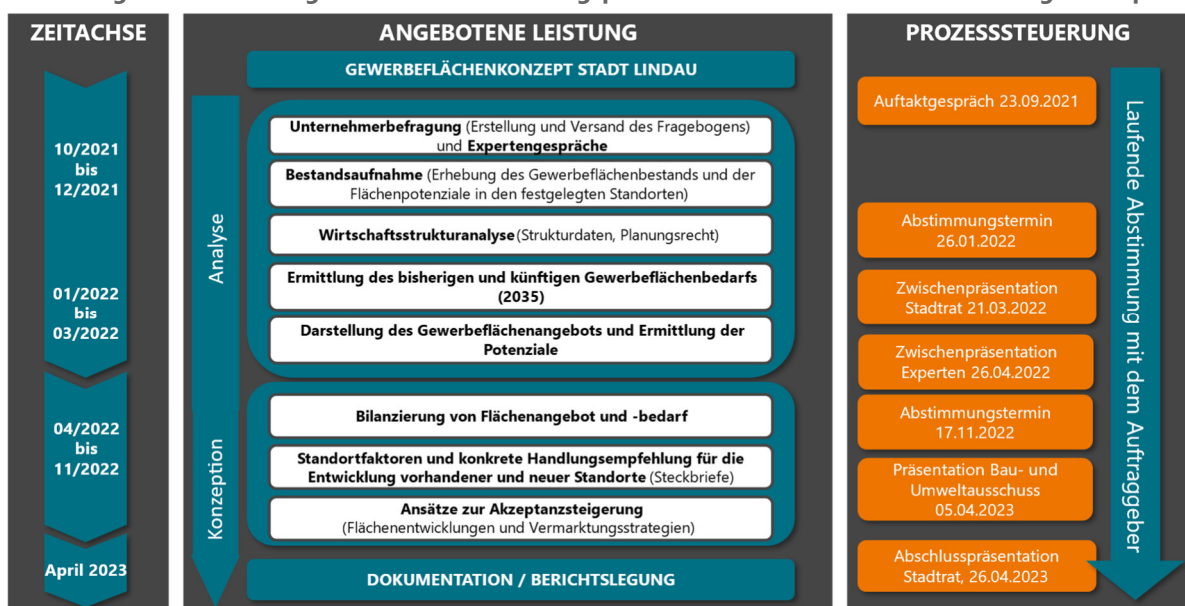 ZEITACHSE
10/2021
bis
12/2021
01/2022
bis
03/2022
04/2022
bis
11/2022
April 2023
ANGEBOTENE LEISTUNG
GEWERBEFLÄCHENKONZEPT STADT LINDAU
Analyse
Konzeption
Unternehmerbefragung (Erstellung und Versand des Fragebogens)
und Expertengespräche
Bestandsaufnahme (Erhebung des Gewerbeflächenbestands und der
Flächenpotenziale in den festgelegten Standorten)
Wirtschaftsstrukturanalyse (Strukturdaten, Planungsrecht)
Ermittlung des bisherigen und künftigen Gewerbeflächenbedarfs
(2035)
Darstellung des Gewerbeflächenangebots und Ermittlung der
Potenziale
Bilanzierung von Flächenangebot und -bedarf
Standortfaktoren und konkrete Handlungsempfehlung für die
Entwicklung vorhandener und neuer Standorte (Steckbriefe)
Ansätze zur Akzeptanzsteigerung
(Flächenentwicklungen und Vermarktungsstrategien)
DOKUMENTATION / BERICHTSLEGUNG
PROZESSSTEUERUNG
Auftaktgespräch 23.09.2021
Abstimmungstermin
26.01.2022
Zwischenpräsentation
Stadtrat 21.03.2022
Zwischenpräsentation
Experten 26.04.2022
Abstimmungstermin
17.11.2022
Präsentation Bau- und
Umweltausschuss
05.04.2023
Abschlusspräsentation
Stadtrat, 26.04.2023
Laufende Abstimmung mit dem Auftraggeber